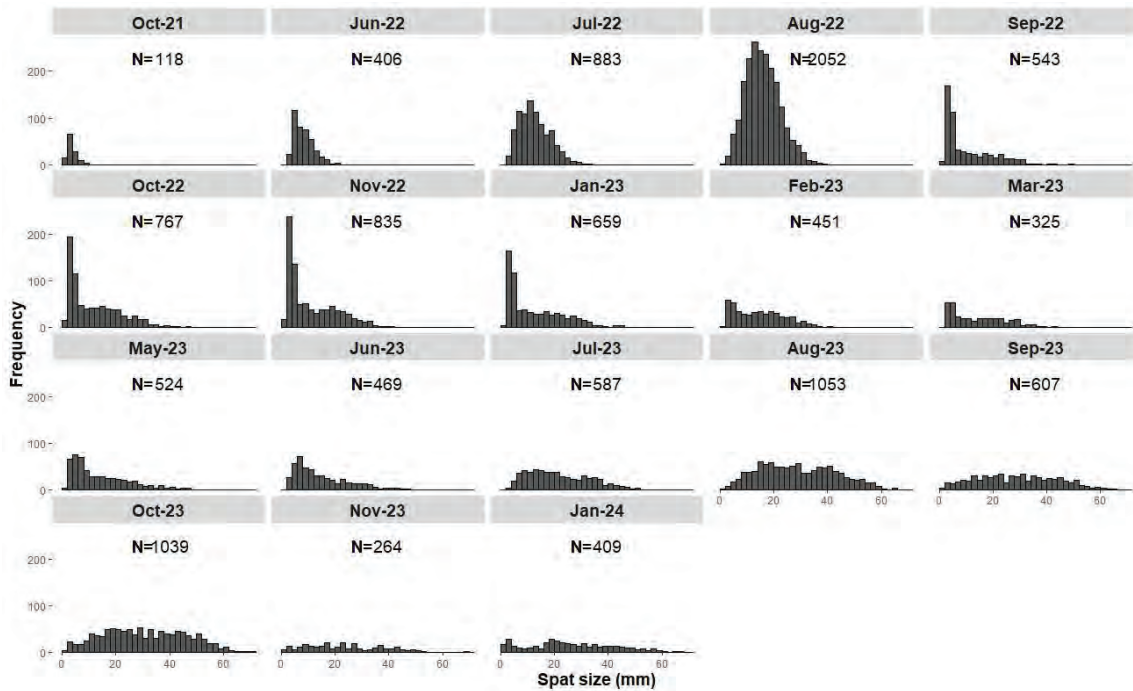 Oct-21 Jun-22 Jul-22 Aug-22 Sep-22
N=118 N=406 N=883 N=2052 N=543
200
100
0
Oct-22 Nov-22 Jan-23 Feb-23 Mar-23
N=767 N=835 N=659 N=451 N=325
200
100
0
Frequency
May-23 Jun-23 Jul-23 Aug-23 Sep-23
N=524 N=469 N=587 N=1053 N=607
200
100
0
0 20 40 60 0 20 40 60
Oct-23 Nov-23 Jan-24
N=1039 N=264 N=409
200
100
0
0 20 40 60 0 20 40 60 0 20 40 60
Spat size (mm)